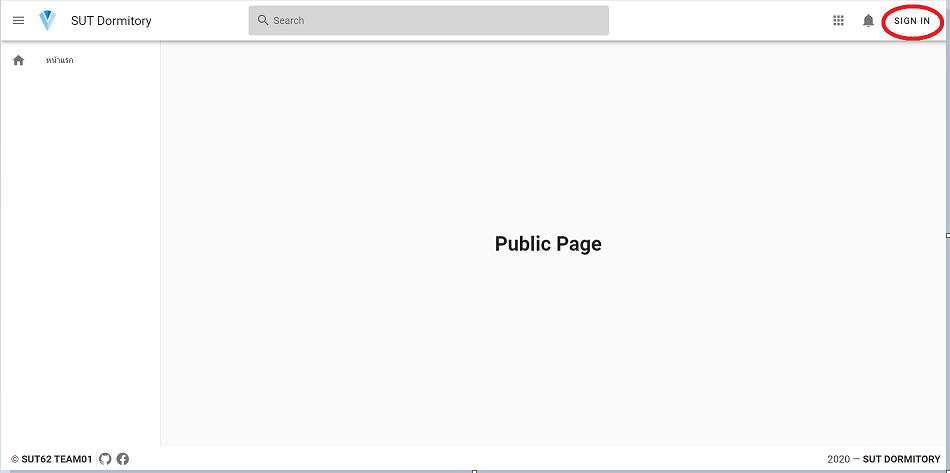 SUT Dormitory
Search
SIGN IN
หน้าแรก
Public Page
© SUT62 TEAM01
2020 — SUT DORMITORY